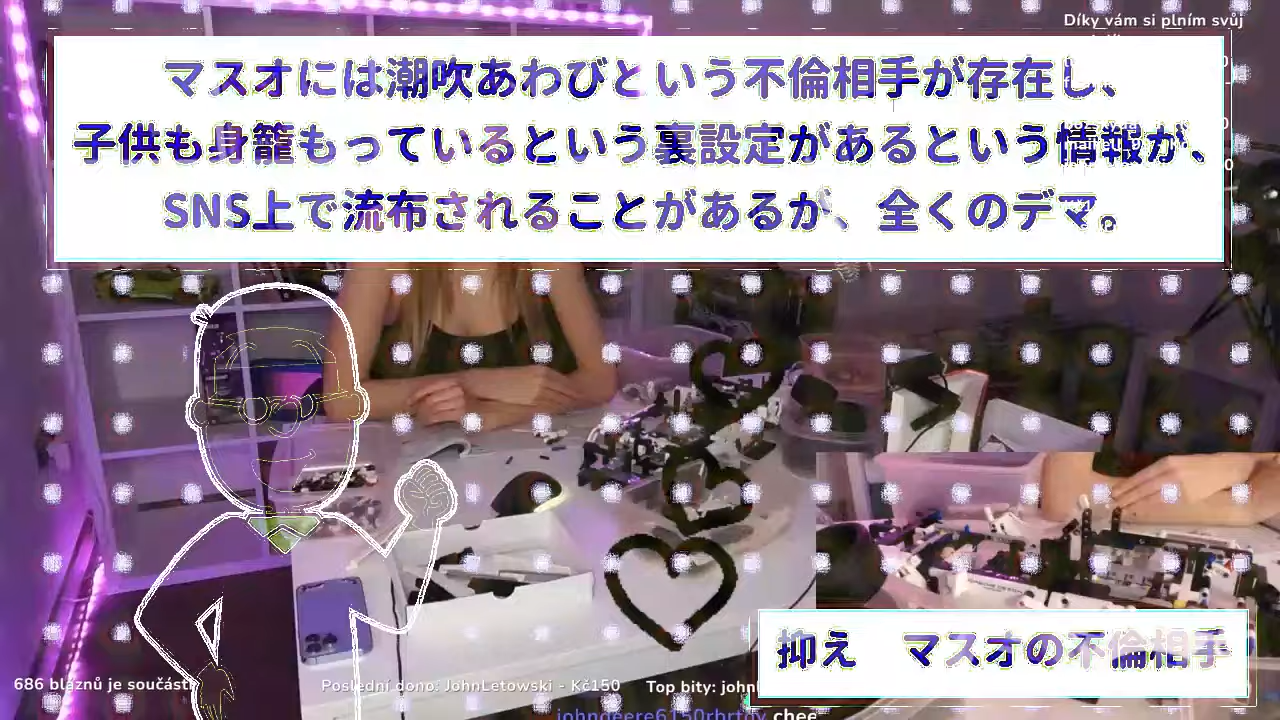 Díky vám si plním svůj
マスオには潮吹あわびという不倫相手が存在し、
子供も身籠もっているという裏設定があるという情報が、
SNS上で流布されることがあるが、全くのデマ。
抑え　マスオの不倫相手
686 bláznů je součástí
Poslední dono: JohnLetowski - Kč150
Top bity: john
johndeere6150rbrtnv chee